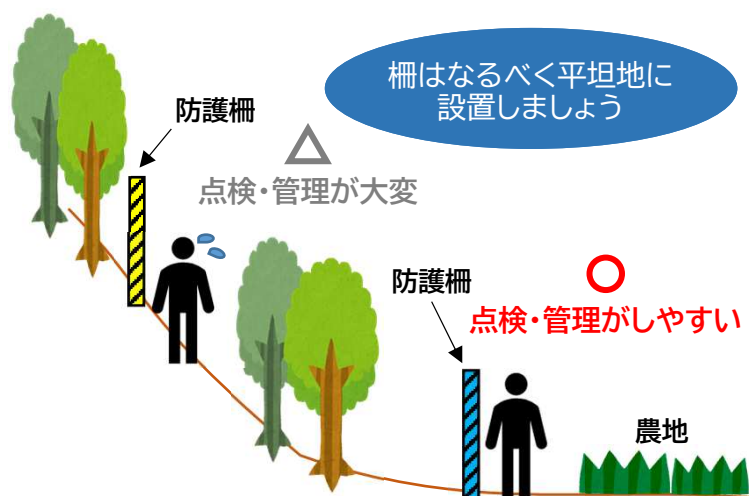 柵はなるべく平坦地に
設置しましょう
防護柵
△
点検・管理が大変
防護柵
○
点検・管理がしやすい
農地